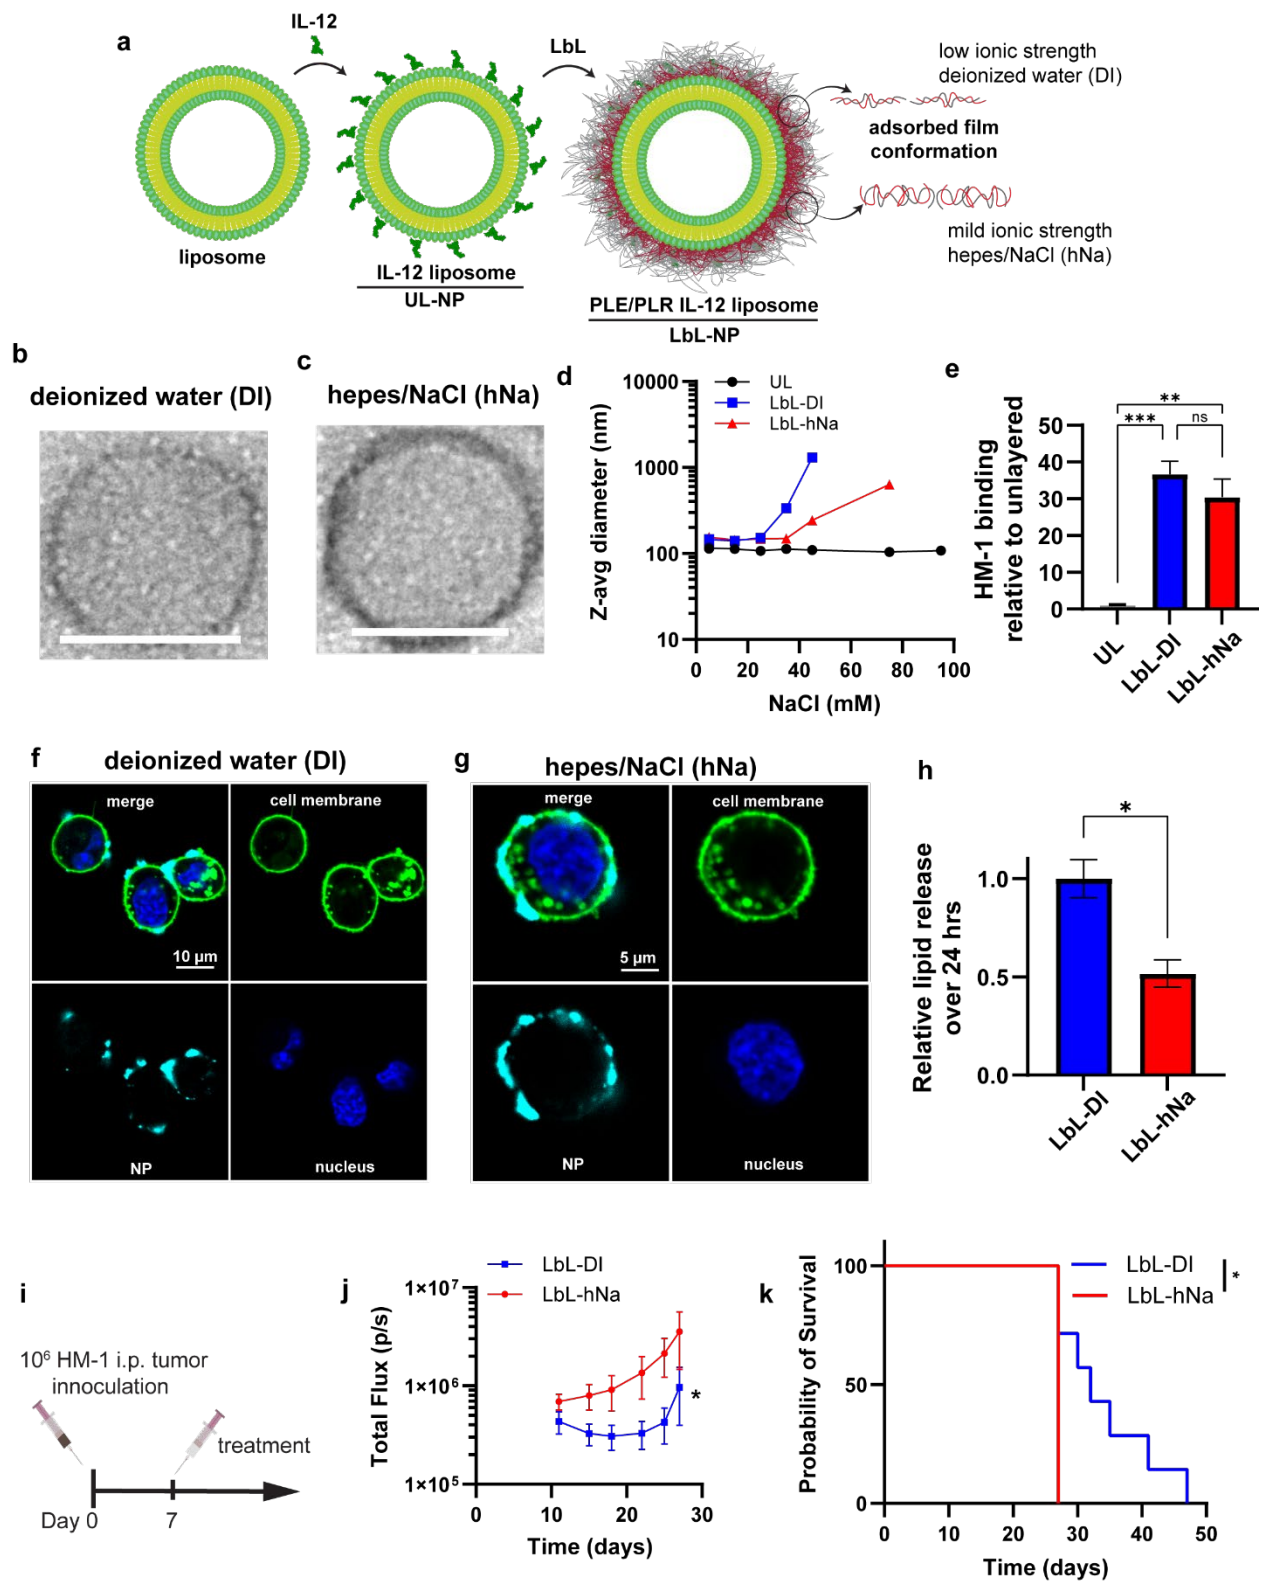 a
IL-12
LbL
low ionic strength
deionized water (DI)
adsorbed film
conformation
mild ionic strength
hepes/NaCl (hNa)
liposome
IL-12 liposome
UL-NP
PLE/PLR IL-12 liposome
LbL-NP
b
deionized water (DI)
c
hepes/NaCl (hNa)
d
UL
LbL-DI
LbL-hNa
10000
1000
100
10
Z-avg diameter (nm)
0 20 40 60 80 100
NaCl (mM)
e
** 
*** ns
50
40
30
20
10
0
HM-1 binding
relative to unlayered
UL
LbL-DI
LbL-hNa
f
deionized water (DI)
merge
cell membrane
10 µm
NP
nucleus
g
hepes/NaCl (hNa)
merge
cell membrane
5 µm
NP
nucleus
h
*
1.0
0.5
0.0
Relative lipid release
over 24 hrs
LbL-DI
LbL-hNa
i
10⁶ HM-1 i.p. tumor
innoculation
treatment
Day 0 7
j
LbL-DI
LbL-hNa
1×10⁷
1×10⁶
1×10⁵
Total Flux (p/s)
*
0 10 20 30
Time (days)
k
LbL-DI
LbL-hNa
*
100
50
0
Probability of Survival
0 10 20 30 40 50
Time (days)